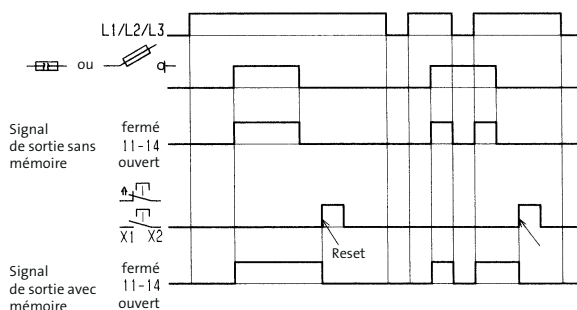 L1/L2/L3
ou
Signal
de sortie sans
mémoire
fermé
11-14
ouvert
X1 X2
Reset
Signal
de sortie avec
mémoire
fermé
11-14
ouvert